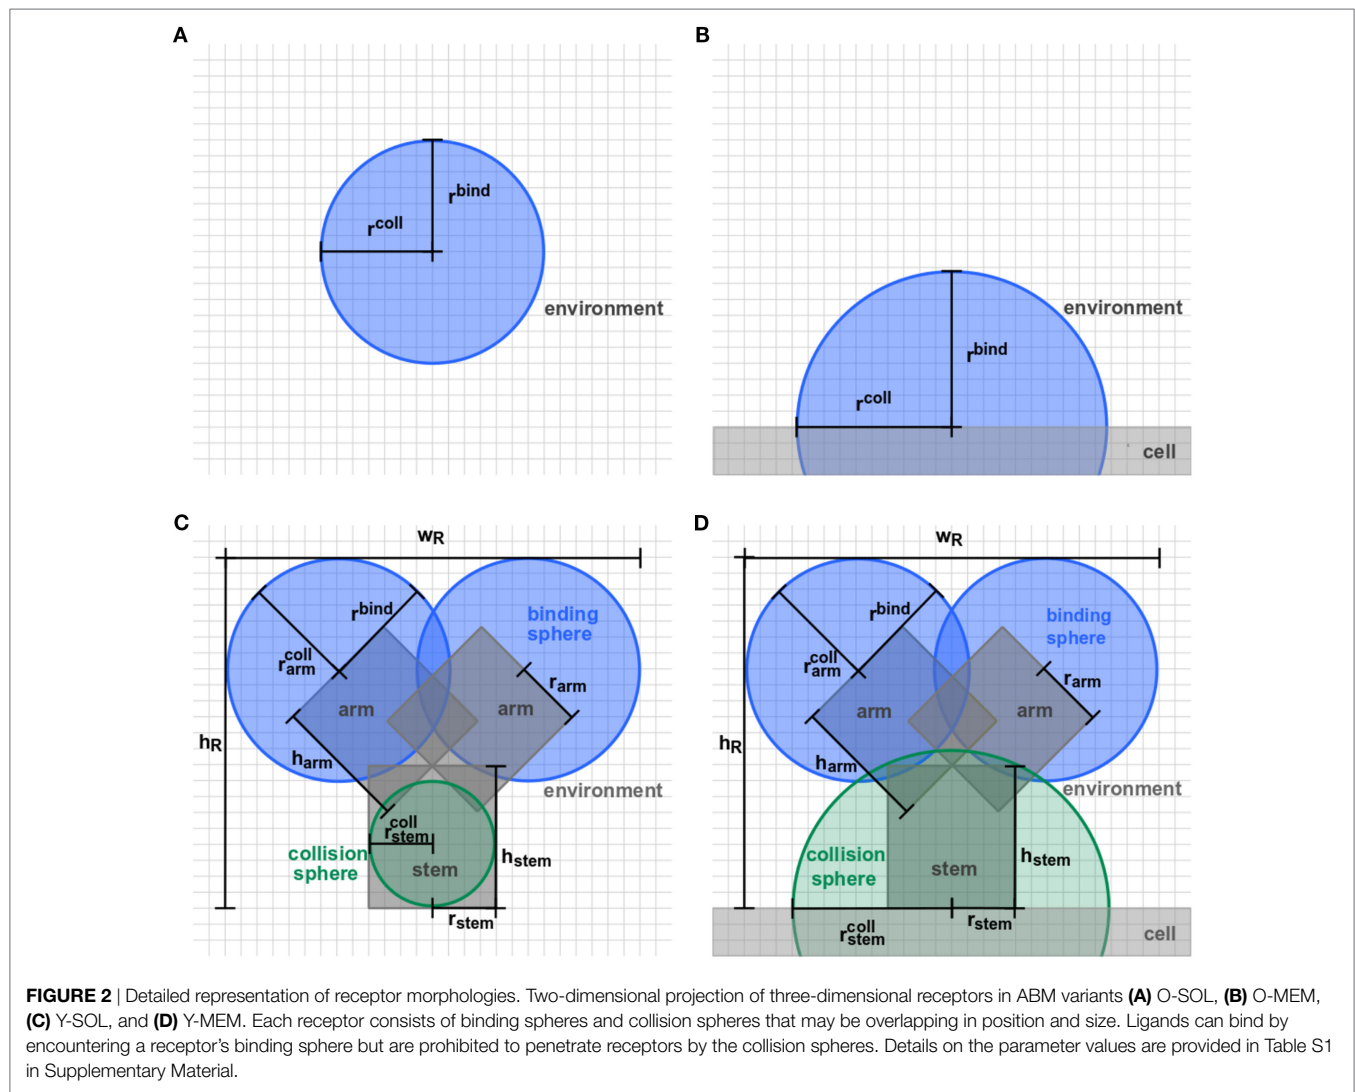 A
r^bind
r^coll
environment
B
environment
r^bind
r^coll
cell
C
w_R
r^bind
binding
sphere
r^coll_arm
r_arm
arm
arm
h_R
h_arm
environment
r^coll_stem
collision
sphere
stem
h_stem
r_stem
D
w_R
r^bind
binding
sphere
r^coll_arm
r_arm
arm
arm
h_R
h_arm
environment
collision
sphere
h_stem
stem
r^coll_stem
r_stem
cell
FIGURE 2 | Detailed representation of receptor morphologies. Two-dimensional projection of three-dimensional receptors in ABM variants (A) O-SOL, (B) O-MEM,
(C) Y-SOL, and (D) Y-MEM. Each receptor consists of binding spheres and collision spheres that may be overlapping in position and size. Ligands can bind by
encountering a receptor's binding sphere but are prohibited to penetrate receptors by the collision spheres. Details on the parameter values are provided in Table S1
in Supplementary Material.